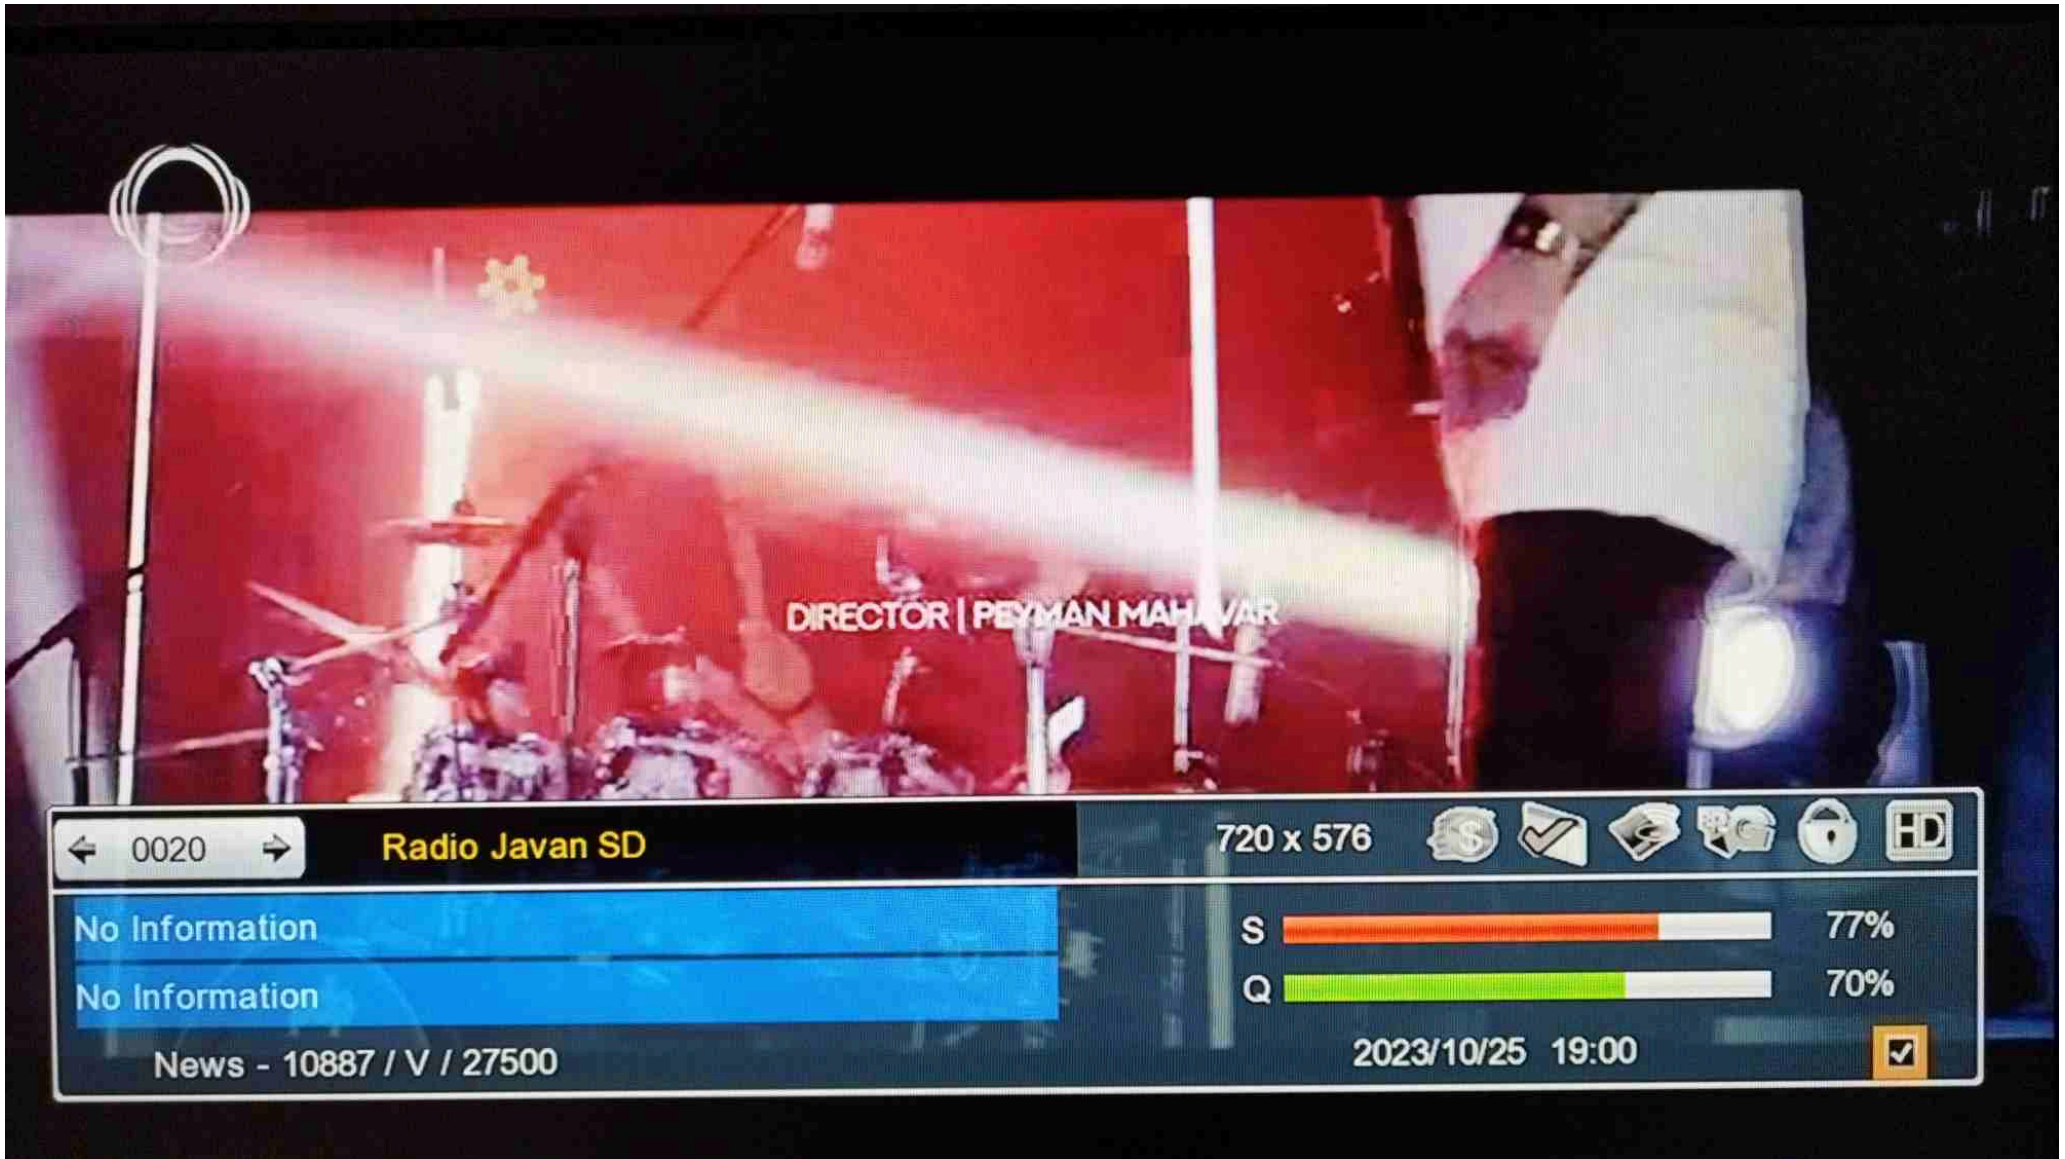 DIRECTOR | PEYMAN MAHAVAR
0020
Radio Javan SD
720 x 576
$
G
HD
No Information
S
77%
No Information
Q
70%
News - 10887 / V / 27500
2023/10/25 19:00